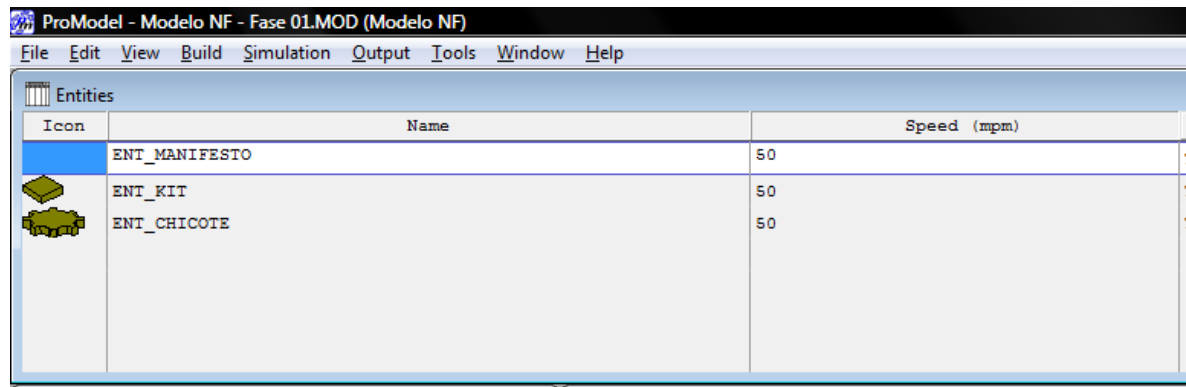 ProModel - Modelo NF - Fase 01.MOD (Modelo NF)
File Edit View Build Simulation Output Tools Window Help
Entities
Icon Name Speed (mpm)
ENT_MANIFESTO 50
ENT_KIT 50
ENT_CHICOTE 50